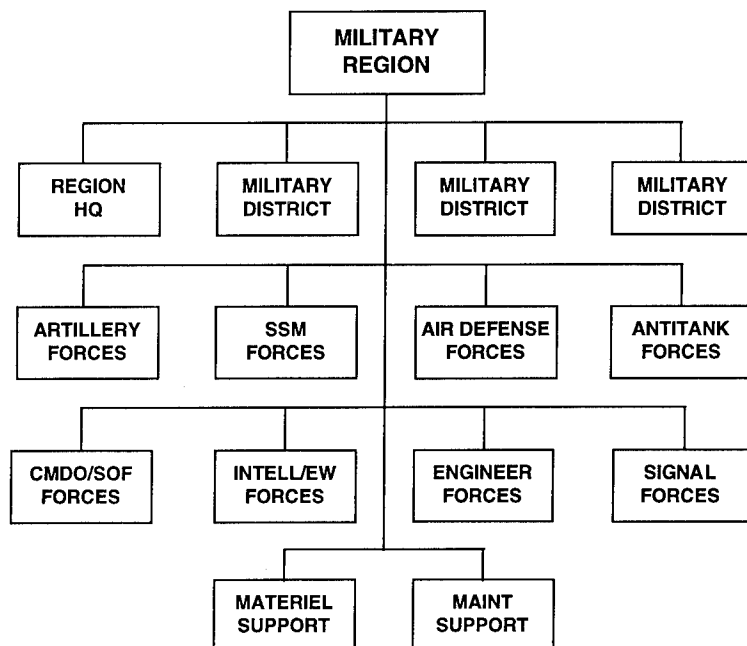 MILITARY
REGION
REGION
HQ
MILITARY
DISTRICT
MILITARY
DISTRICT
MILITARY
DISTRICT
ARTILLERY
FORCES
SSM
FORCES
AIR DEFENSE
FORCES
ANTITANK
FORCES
CMDO/SOF
FORCES
INTELL/EW
FORCES
ENGINEER
FORCES
SIGNAL
FORCES
MATERIEL
SUPPORT
MAINT
SUPPORT